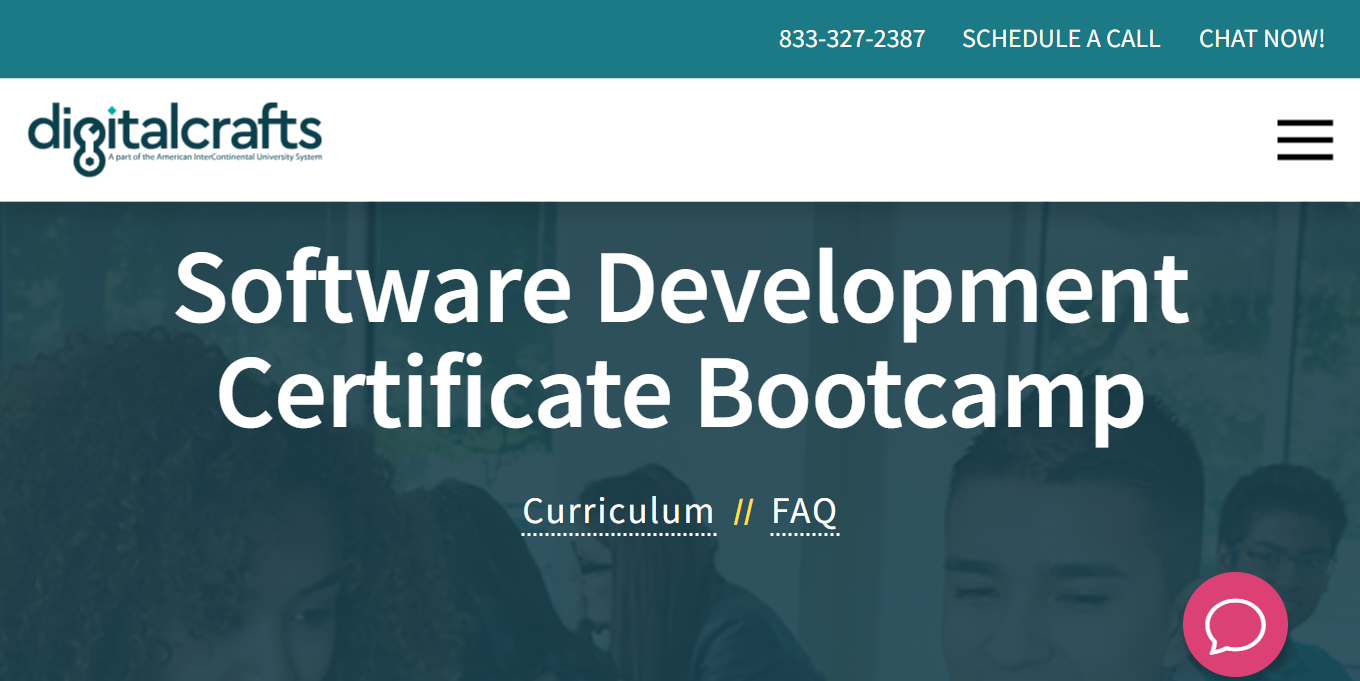 833-327-2387 SCHEDULE A CALL CHAT NOW!
digitalcrafts
A part of the American InterContinental University System
Software Development
Certificate Bootcamp
Curriculum // FAQ